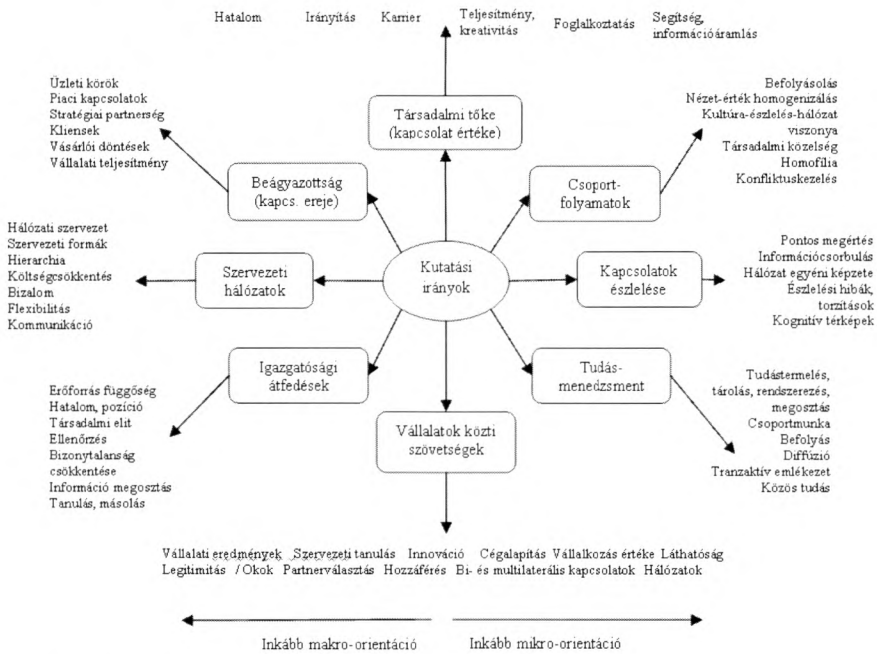 Hatalom Irányítás Karrier Teljesítmény, kreativitás Foglalkoztatás Segítség, információáramlás
Társadalmi tőke
(kapcsolat értéke)
Üzleti körök
Piaci kapcsolatok
Stratégiai partnerség
Kliensek
Vásárlói döntések
Vállalati teljesítmény
Beágyazottság
(kapcs. ereje)
Befolyásolás
Nézet-érték homogenizálás
Kultúra-észlelés-hálózat
viszonya
Társadalmi közelség
Homofília
Konfliktuskezelés
Csoport-
folyamatok
Hálózati szervezet
Szervezeti formák
Hierarchia
Költségcsökkentés
Bizalom
Flexibilitás
Kommunikáció
Szervezeti
hálózatok
Kutatási
irányok
Kapcsolatok
észlelése
Pontos megértés
Információcsorbulás
Hálózat egyéni képzete
Észlelési hibák,
torzítások
Kognitív térképek
Igazgatósági
átfedések
Erőforrás függőség
Hatalom, pozíció
Társadalmi elit
Ellenőrzés
Bizonytalanság
csökkentése
Információ megosztás
Tanulás, másolás
Vállalatok közti
szövetségek
Tudás-
menedzsment
Tudástermelés,
tárolás, rendszerezés,
megosztás
Csoportmunka
Befolyás
Diffúzió
Tranzaktív emlékezet
Közös tudás
Vállalati eredmények Szervezeti tanulás Innováció Cégalapítás Vállalkozás értéke Láthatóság
Legitimitás / Okok Partnerválasztás Hozzáférés Bi- és multilaterális kapcsolatok Hálózatok
Inkább makro-orientáció Inkább mikro-orientáció